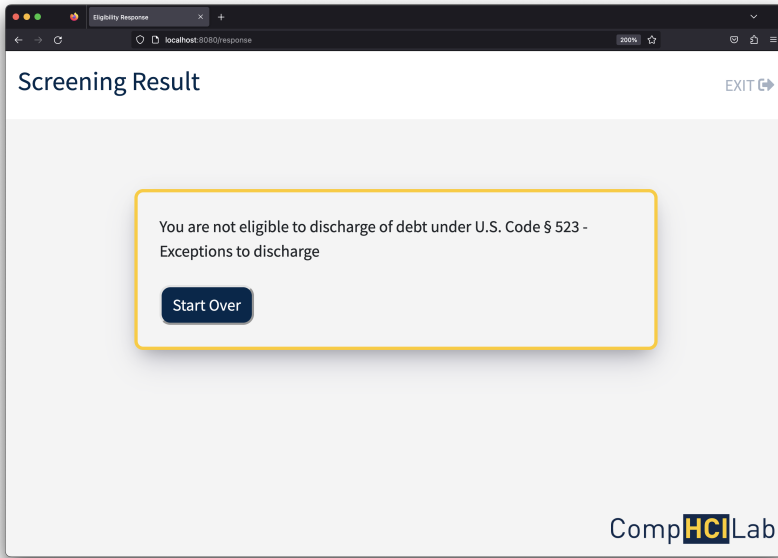 Eligibility Response
localhost:8080/response
200%
Screening Result
EXIT
You are not eligible to discharge of debt under U.S. Code § 523 -
Exceptions to discharge
Start Over
CompHCILab